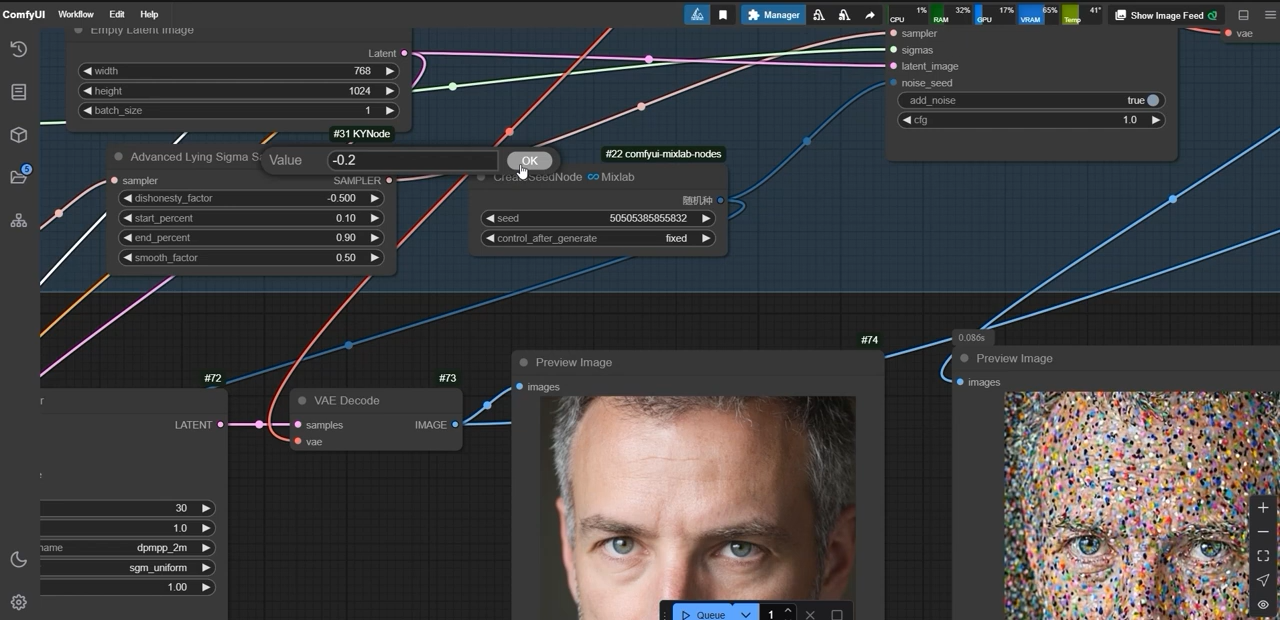 ComfyUI Workflow Edit Help
Manager
CPU 1% RAM 32% GPU 17% VRAM 65% Temp 41°
Show Image Feed
Empty Latent Image
Latent
width 768
height 1024
batch_size 1
sampler
sigmas
latent_image
noise_seed
add_noise true
cfg 1.0
vae
#31 KYNode
Advanced Lying Sigma Sa
Value -0.2 OK
sampler SAMPLER
dishonesty_factor -0.500
start_percent 0.10
end_percent 0.90
smooth_factor 0.50
#22 comfyui-mixlab-nodes
CreateSeedNode Mixlab
随机种
seed 50505385855832
control_after_generate fixed
5
#72
r
LATENT
30
1.0
name dpmpp_2m
sgm_uniform
1.00
#73
VAE Decode
samples IMAGE
vae
#74
Preview Image
images
0.086s
Preview Image
images
Queue 1